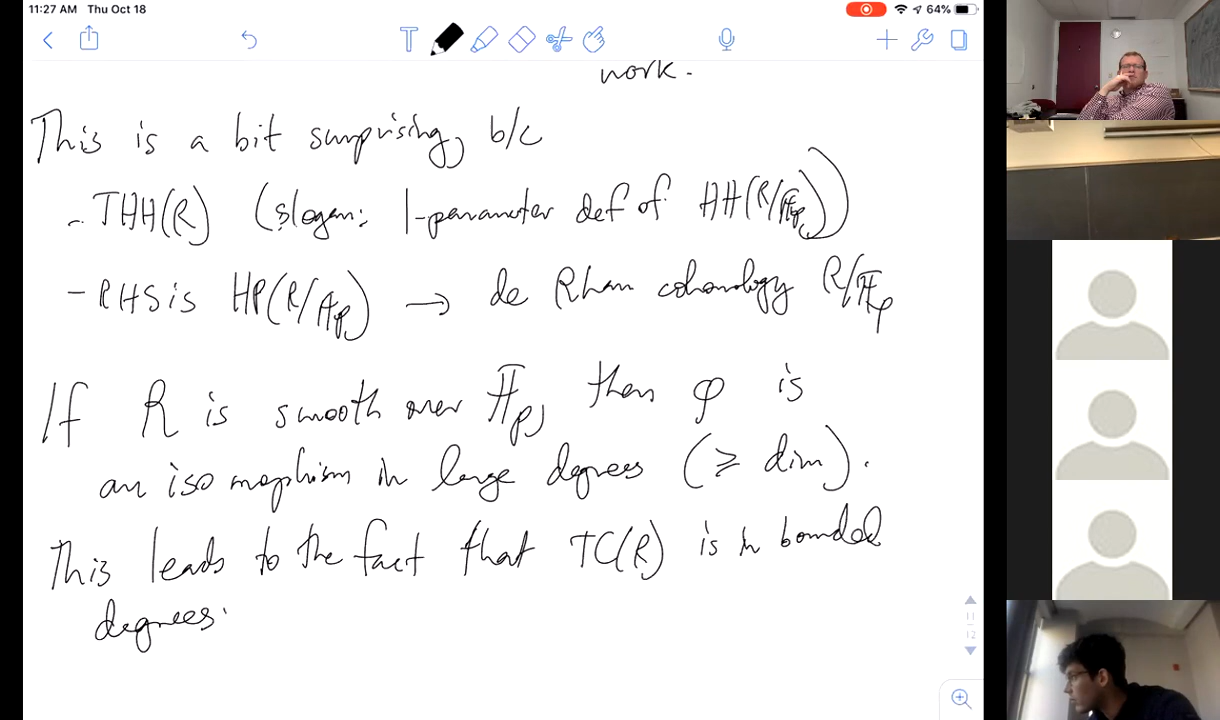 11:27 AM Thu Oct 18
64%
T
work.
This is a bit surprising, b/c
- THH(R) (slogan: 1-parameter def of HH(R/𝔽p))
- RHS is HP(R/𝔽p) → de Rham cohomology R/𝔽p
If R is smooth over 𝔽p, then φ is
an isomorphism in large degrees (≥ dim).
This leads to the fact that TC(R) is in bounded
degrees.
11
12